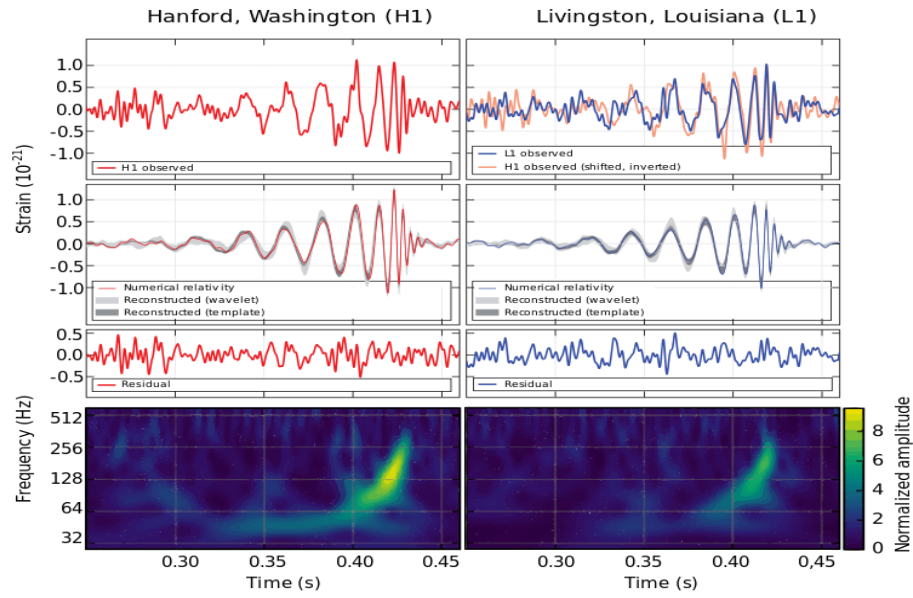 Hanford, Washington (H1)
Livingston, Louisiana (L1)
Strain (10-21)
1.0
0.5
0.0
-0.5
-1.0
H1 observed
L1 observed
H1 observed (shifted, inverted)
1.0
0.5
0.0
-0.5
-1.0
Numerical relativity
Reconstructed (wavelet)
Reconstructed (template)
Numerical relativity
Reconstructed (wavelet)
Reconstructed (template)
0.5
0.0
-0.5
Residual
Residual
Frequency (Hz)
512
256
128
64
32
0.30 0.35 0.40 0.45
Time (s)
0.30 0.35 0.40 0,45
Time (s)
8
6
4
2
0
Normalized amplitude